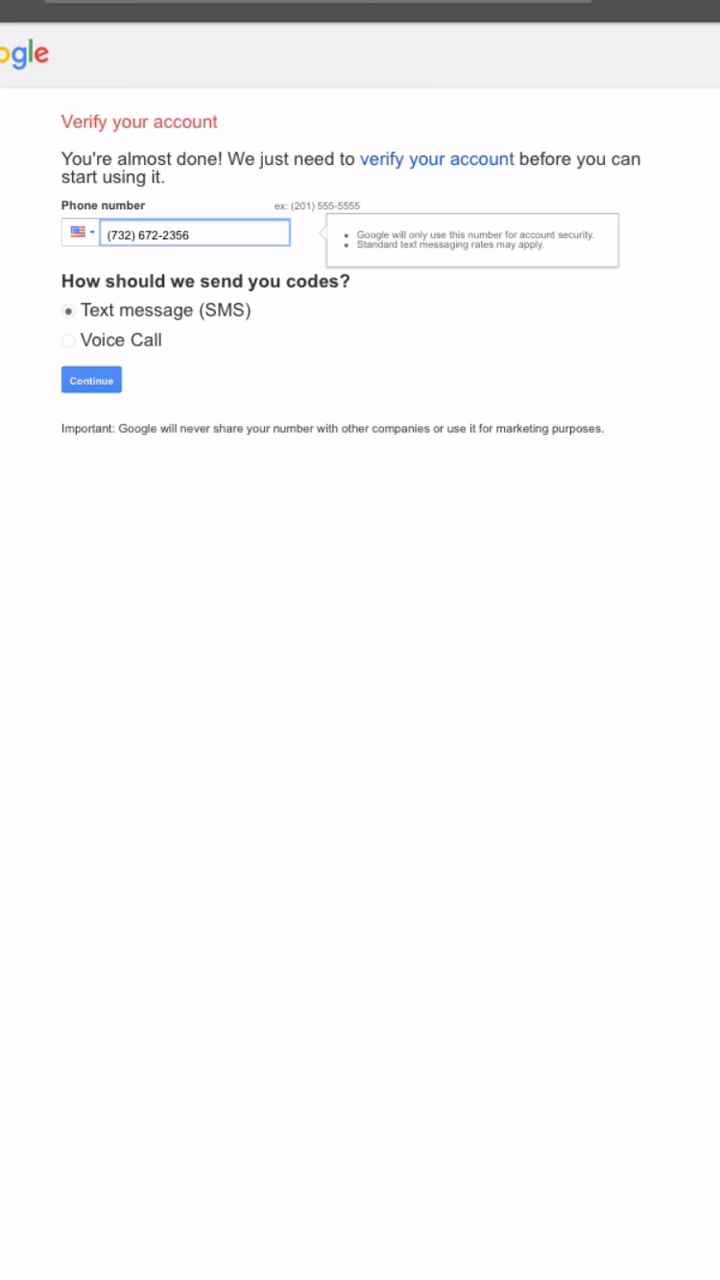 ogle
Verify your account
You're almost done! We just need to verify your account before you can
start using it.
Phone number ex: (201) 555-5555
(732) 672-2356
Google will only use this number for account security.
Standard text messaging rates may apply.
How should we send you codes?
Text message (SMS)
Voice Call
Continue
Important: Google will never share your number with other companies or use it for marketing purposes.